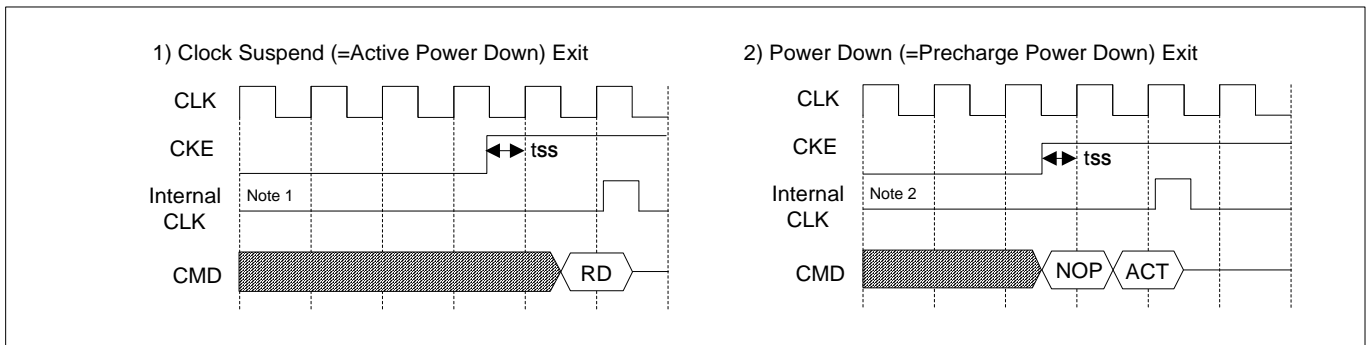 1) Clock Suspend (=Active Power Down) Exit
CLK
CKE
tss
Internal
CLK
Note 1
CMD
RD
2) Power Down (=Precharge Power Down) Exit
CLK
CKE
tss
Internal
CLK
Note 2
CMD
NOP
ACT